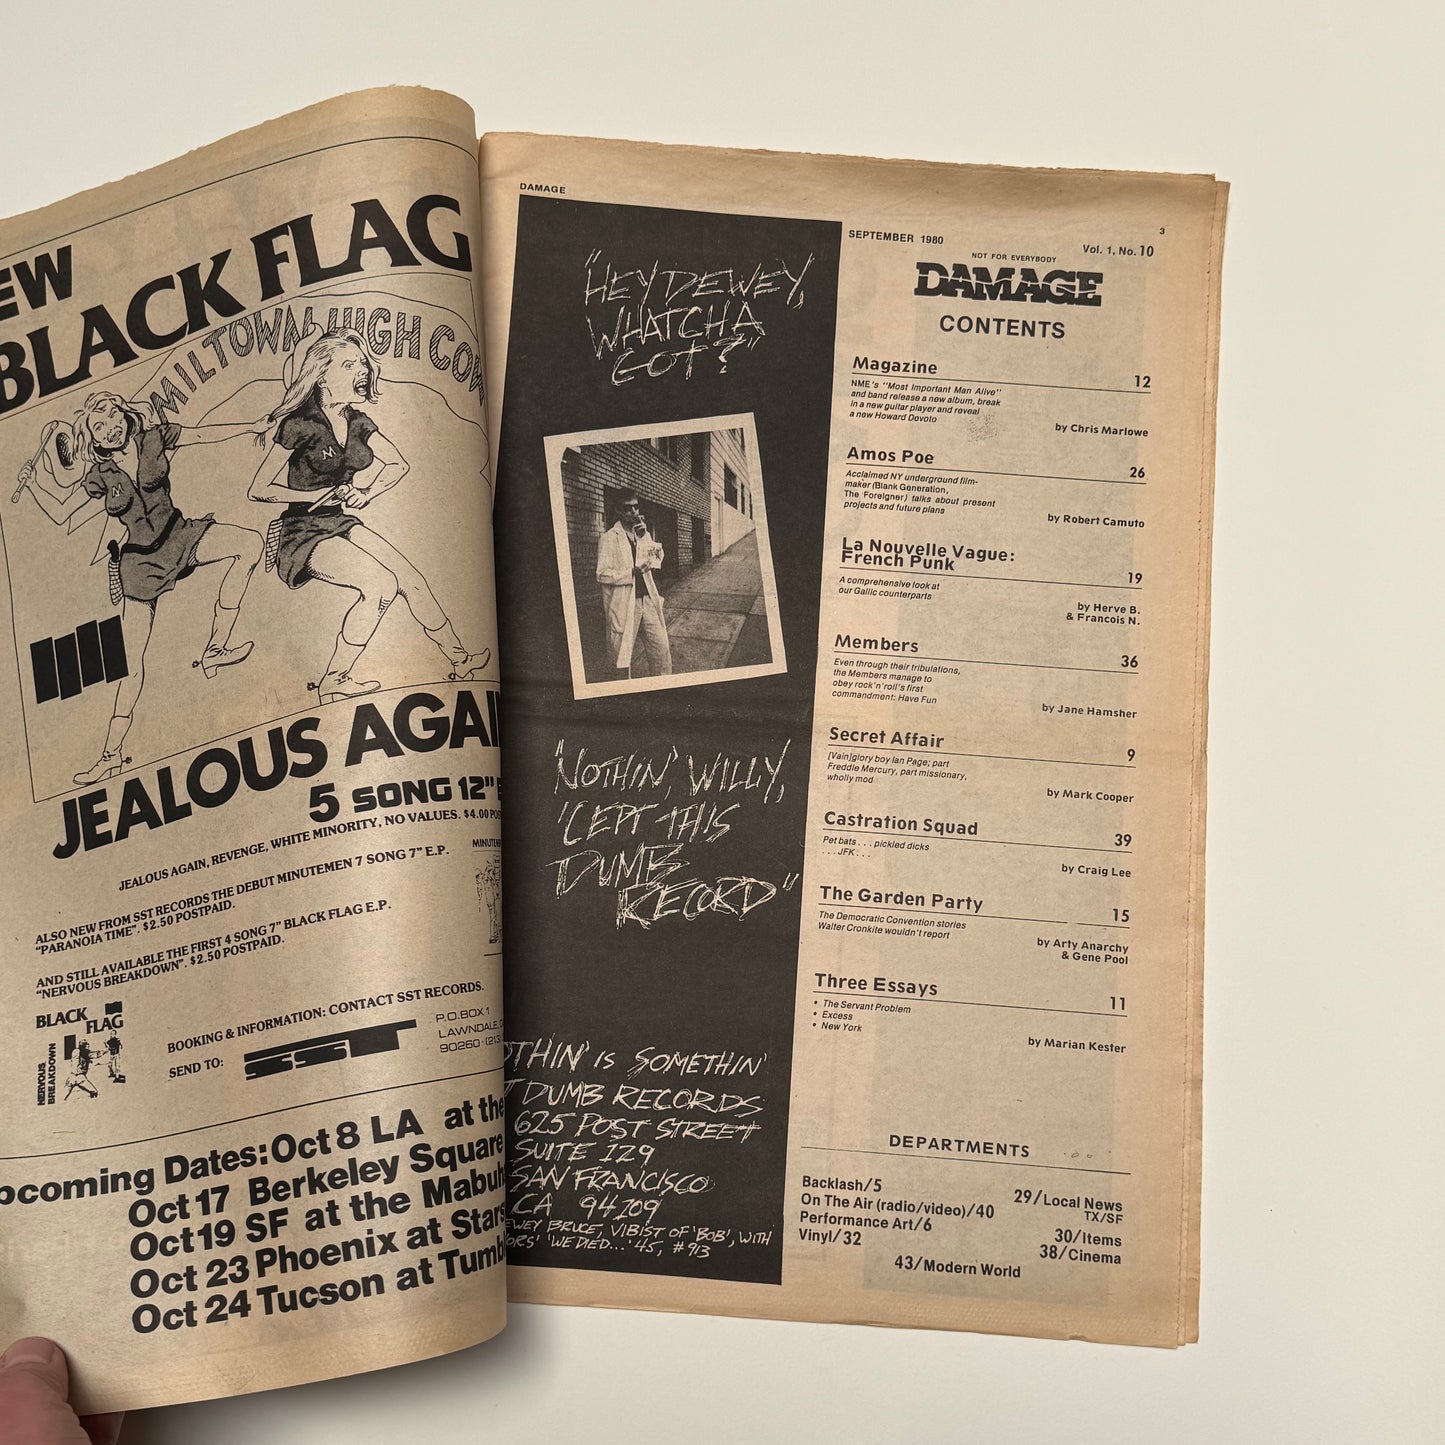 BLACK FLAG
MILTOWN HIGH
JEALOUS
5 SONG 12"
JEALOUS AGAIN, REVENGE, WHITE MINORITY, NO VALUES. $4.00
ALSO NEW FROM SST RECORDS THE DEBUT MINUTEMEN 7 SONG 7" E.P.
"PARANOIA TIME". $2.50 POSTPAID.
AND STILL AVAILABLE THE FIRST 4 SONG 7" BLACK FLAG E.P.
"NERVOUS BREAKDOWN". $2.50 POSTPAID.
BLACK
FLAG
NERVOUS
BREAKDOWN
BOOKING & INFORMATION: CONTACT SST RECORDS.
SEND TO:
SST
P.O. BOX 1
LAWNDALE,
90260 • (213)
Dates: Oct 8 LA at the
Oct 17 Berkeley Square
Oct 19 SF at the
Oct 23 Phoenix at
Oct 24 Tucson at
DAMAGE
"HEY DEWEY,
WHATCHA
GOT?"
"NOTHIN', WILLY,
'CEPT THIS
DUMB
RECORD"
IS SOMETHIN'
DUMB RECORDS
625 POST STREET
SUITE 129
SAN FRANCISCO
CA 94109
BRUCE, VIBIST OF 'BOB', WITH
'WE DIED...' 45, #913
3
SEPTEMBER 1980
Vol. 1, No. 10
NOT FOR EVERYBODY
DAMAGE
CONTENTS
Magazine 12
NME's "Most Important Man Alive"
and band release a new album, break
in a new guitar player and reveal
a new Howard Devoto
by Chris Marlowe
Amos Poe 26
Acclaimed NY underground film-
maker (Blank Generation,
The Foreigner) talks about present
projects and future plans
by Robert Camuto
La Nouvelle Vague:
French Punk 19
A comprehensive look at
our Gallic counterparts
by Herve B.
& Francois N.
Members 36
Even through their tribulations,
the Members manage to
obey rock'n'roll's first
commandment: Have Fun
by Jane Hamsher
Secret Affair 9
[Vain]glory boy Ian Page; part
Freddie Mercury, part missionary,
wholly mod
by Mark Cooper
Castration Squad 39
Pet bats . . . pickled dicks
. . . JFK . . .
by Craig Lee
The Garden Party 15
The Democratic Convention stories
Walter Cronkite wouldn't report
by Arty Anarchy
& Gene Pool
Three Essays 11
• The Servant Problem
• Excess
• New York
by Marian Kester
DEPARTMENTS
Backlash/5
On The Air (radio/video)/40
Performance Art/6
Vinyl/32
29/Local News
TX/SF
30/Items
38/Cinema
43/Modern World